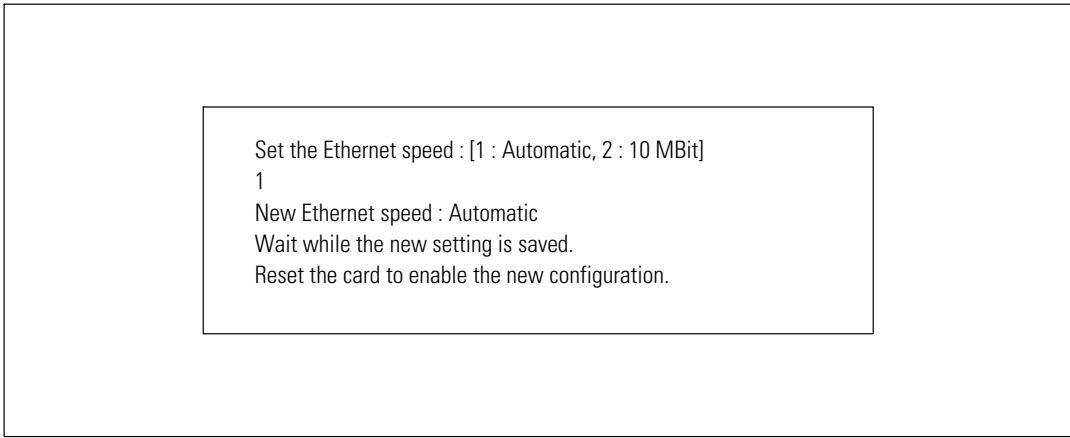 Set the Ethernet speed : [1 : Automatic, 2 : 10 MBit]
1
New Ethernet speed : Automatic
Wait while the new setting is saved.
Reset the card to enable the new configuration.